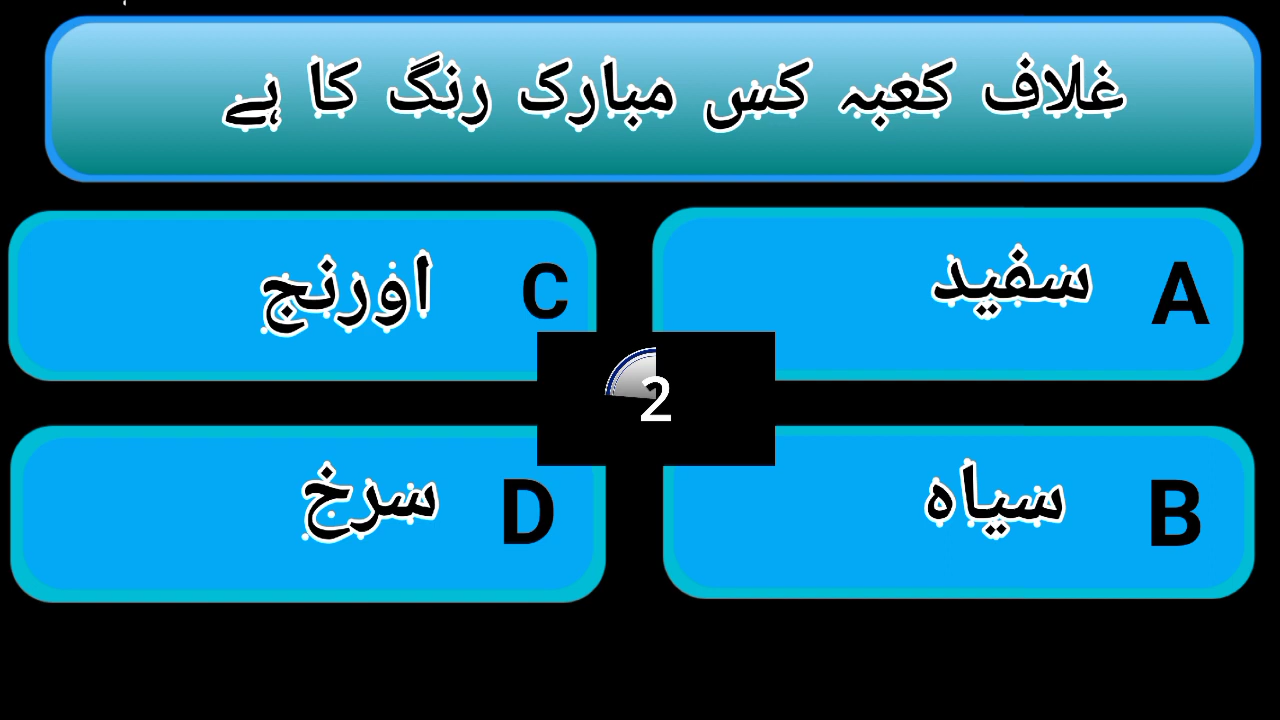 غلاف کعبہ کس مبارک رنگ کا ہے
A سفید
C اورنج
2
B سیاہ
D سرخ